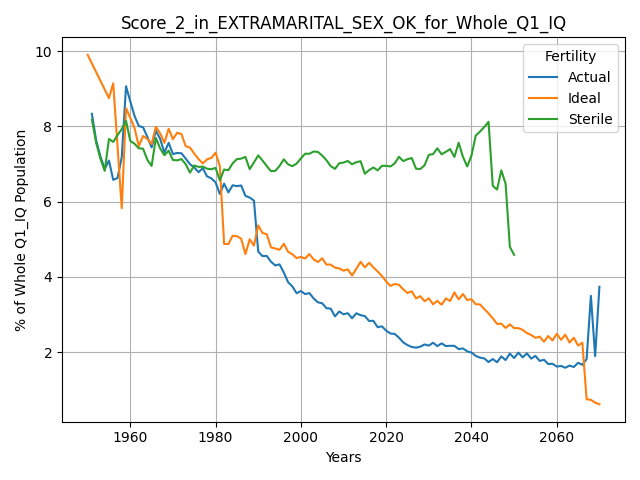 Score_2_in_EXTRAMARITAL_SEX_OK_for_Whole_Q1_IQ
Fertility
Actual
Ideal
Sterile
% of Whole Q1_IQ Population
10
8
6
4
2
1960
1980
2000
2020
2040
2060
Years